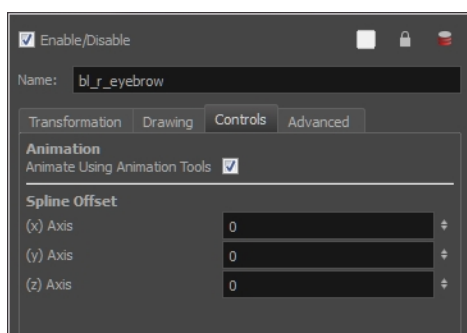 Enable/Disable
Name: bl_r_eyebrow
Transformation Drawing Controls Advanced
Animation
Animate Using Animation Tools
Spline Offset
(x) Axis 0
(y) Axis 0
(z) Axis 0